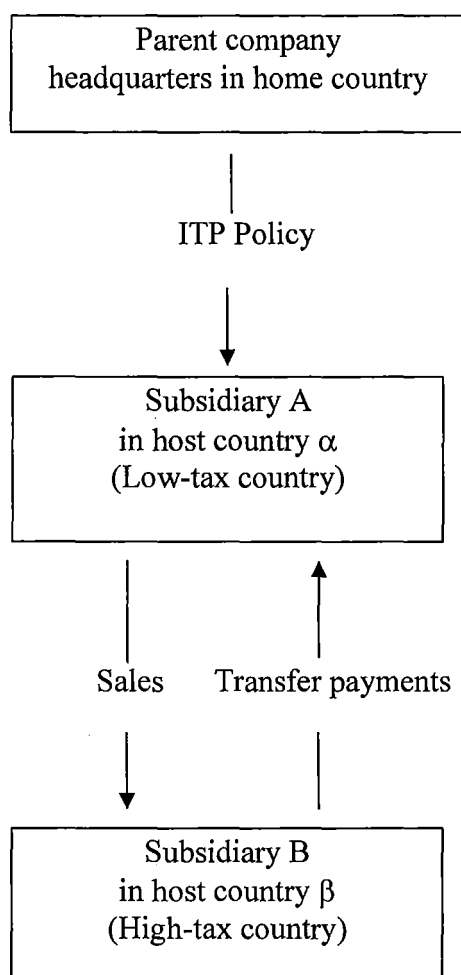 Parent company
headquarters in home country
ITP Policy
Subsidiary A
in host country α
(Low-tax country)
Sales
Transfer payments
Subsidiary B
in host country β
(High-tax country)